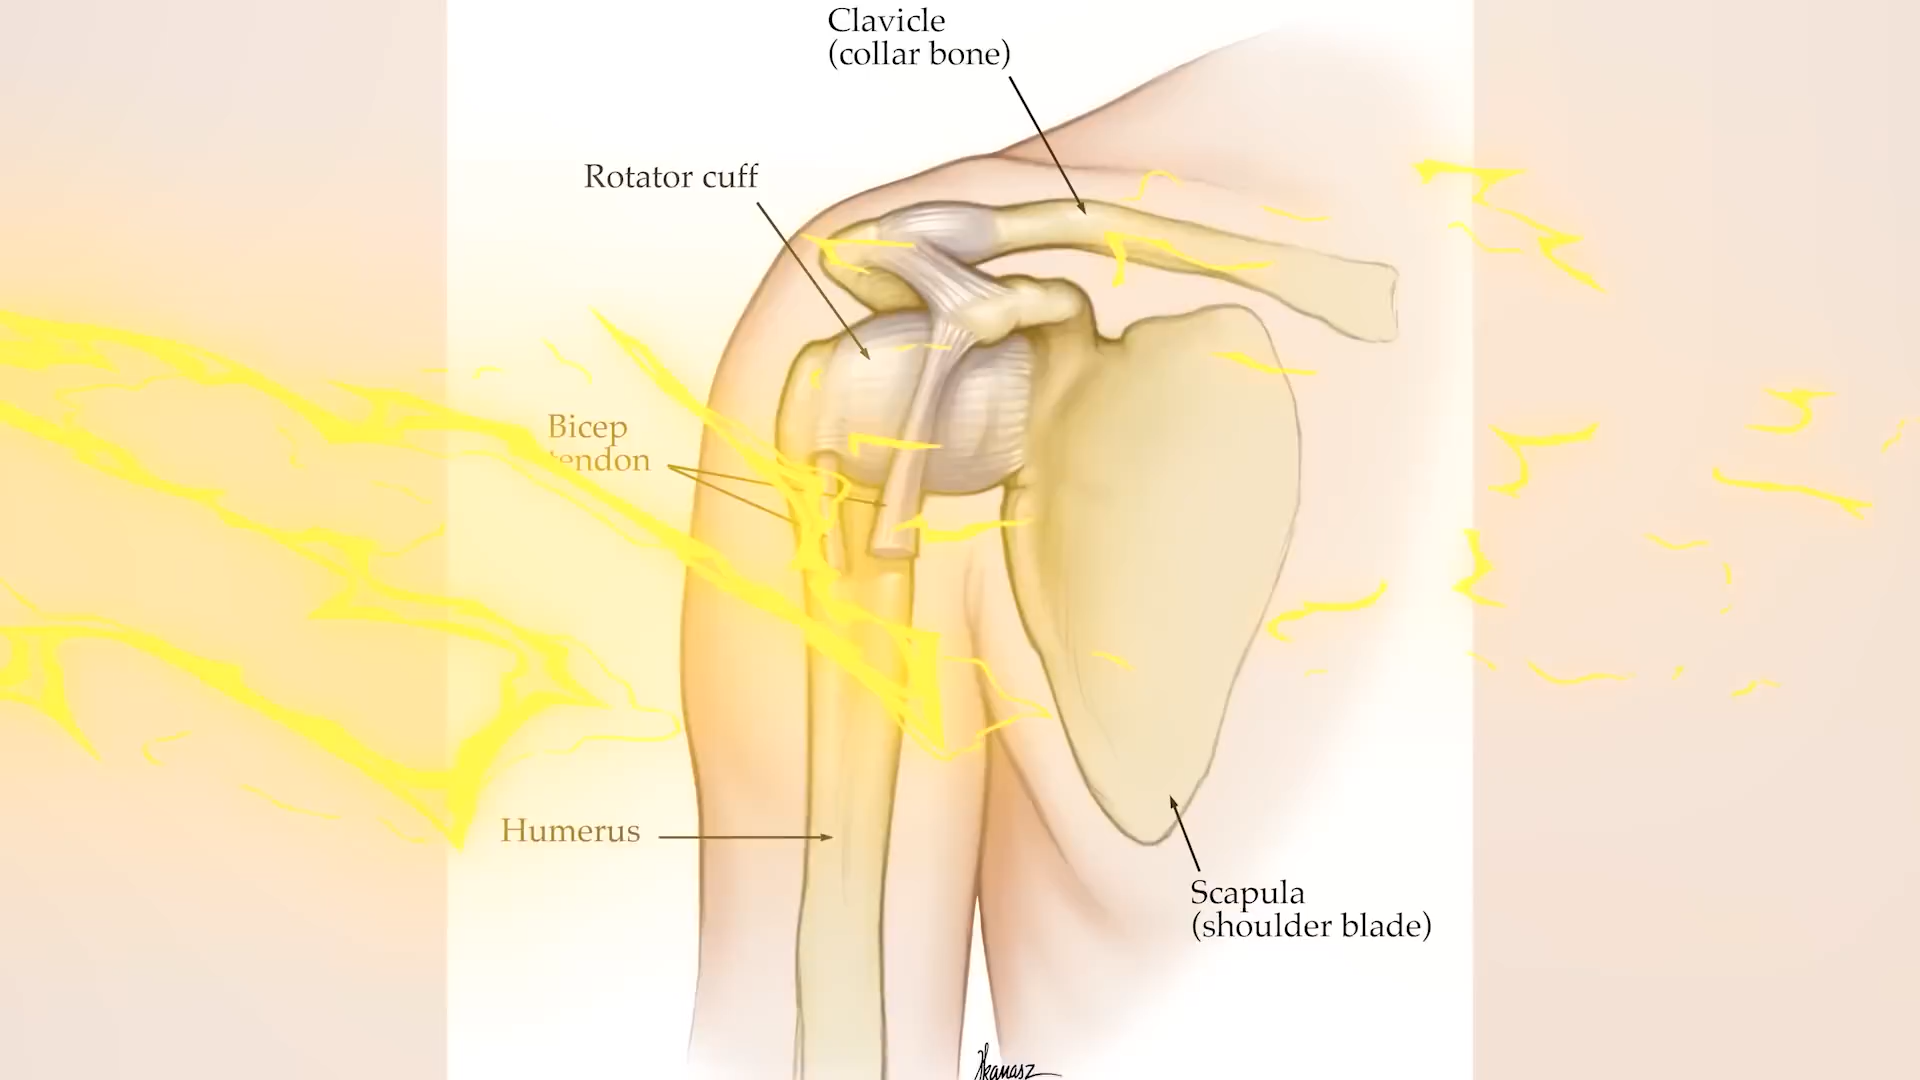 Clavicle
(collar bone)
Rotator cuff
Bicep
tendon
Humerus
Scapula
(shoulder blade)